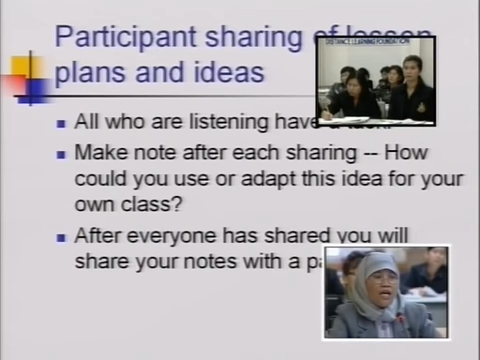 Participant sharing of lesson
DISTANCE LEARNING FOUNDATION
plans and ideas
All who are listening have a task.
Make note after each sharing -- How
could you use or adapt this idea for your
own class?
After everyone has shared you will
share your notes with a